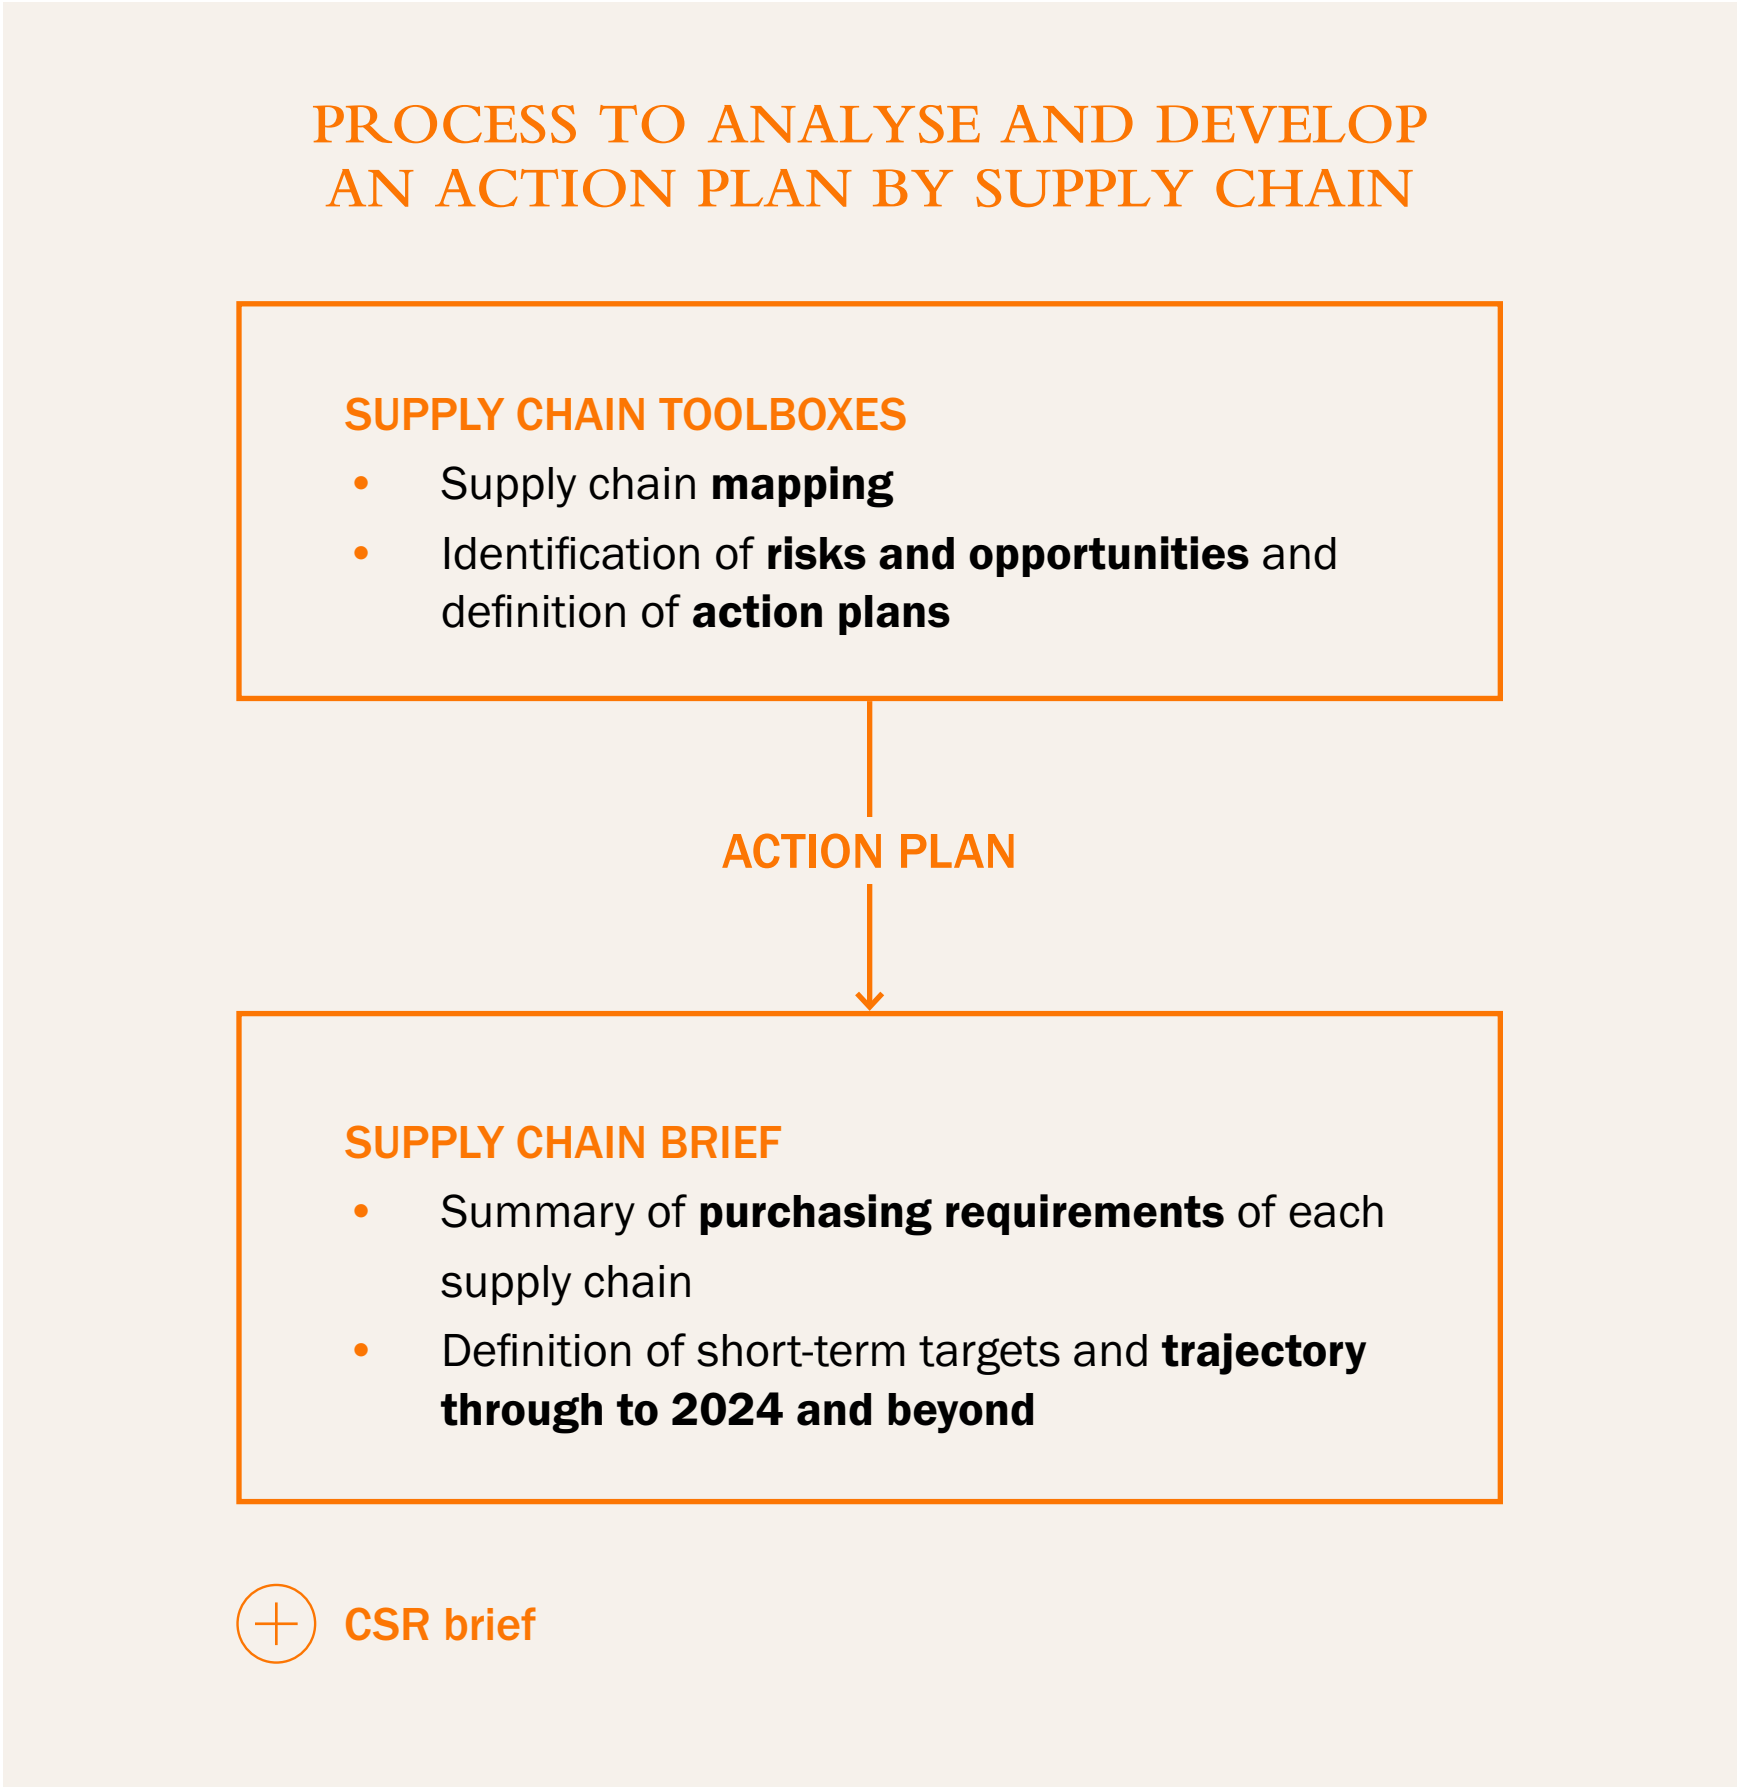 PROCESS TO ANALYSE AND DEVELOP
AN ACTION PLAN BY SUPPLY CHAIN
SUPPLY CHAIN TOOLBOXES
• Supply chain mapping
• Identification of risks and opportunities and
definition of action plans
ACTION PLAN
SUPPLY CHAIN BRIEF
• Summary of purchasing requirements of each
supply chain
• Definition of short-term targets and trajectory
through to 2024 and beyond
CSR brief